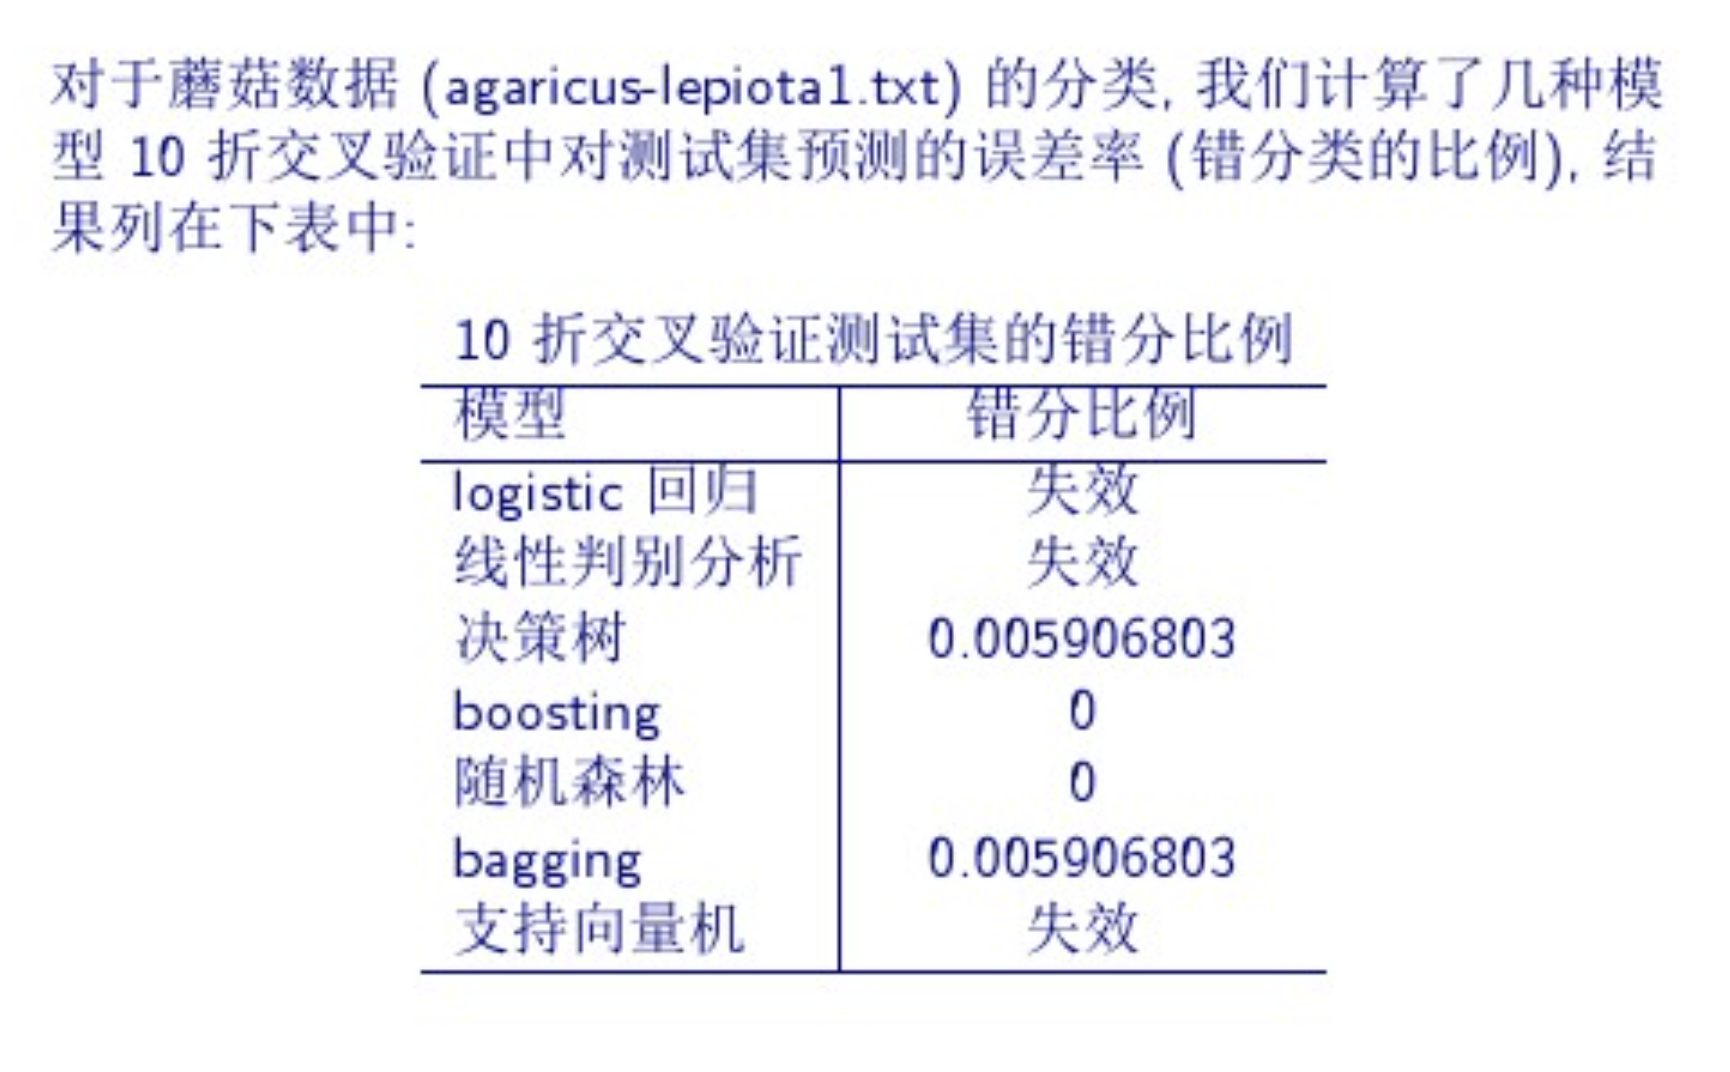 对于蘑菇数据 (agaricus-lepiota1.txt) 的分类, 我们计算了几种模
型 10 折交叉验证中对测试集预测的误差率 (错分类的比例), 结
果列在下表中:
10 折交叉验证测试集的错分比例
模型 错分比例
logistic 回归 失效
线性判别分析 失效
决策树 0.005906803
boosting 0
随机森林 0
bagging 0.005906803
支持向量机 失效